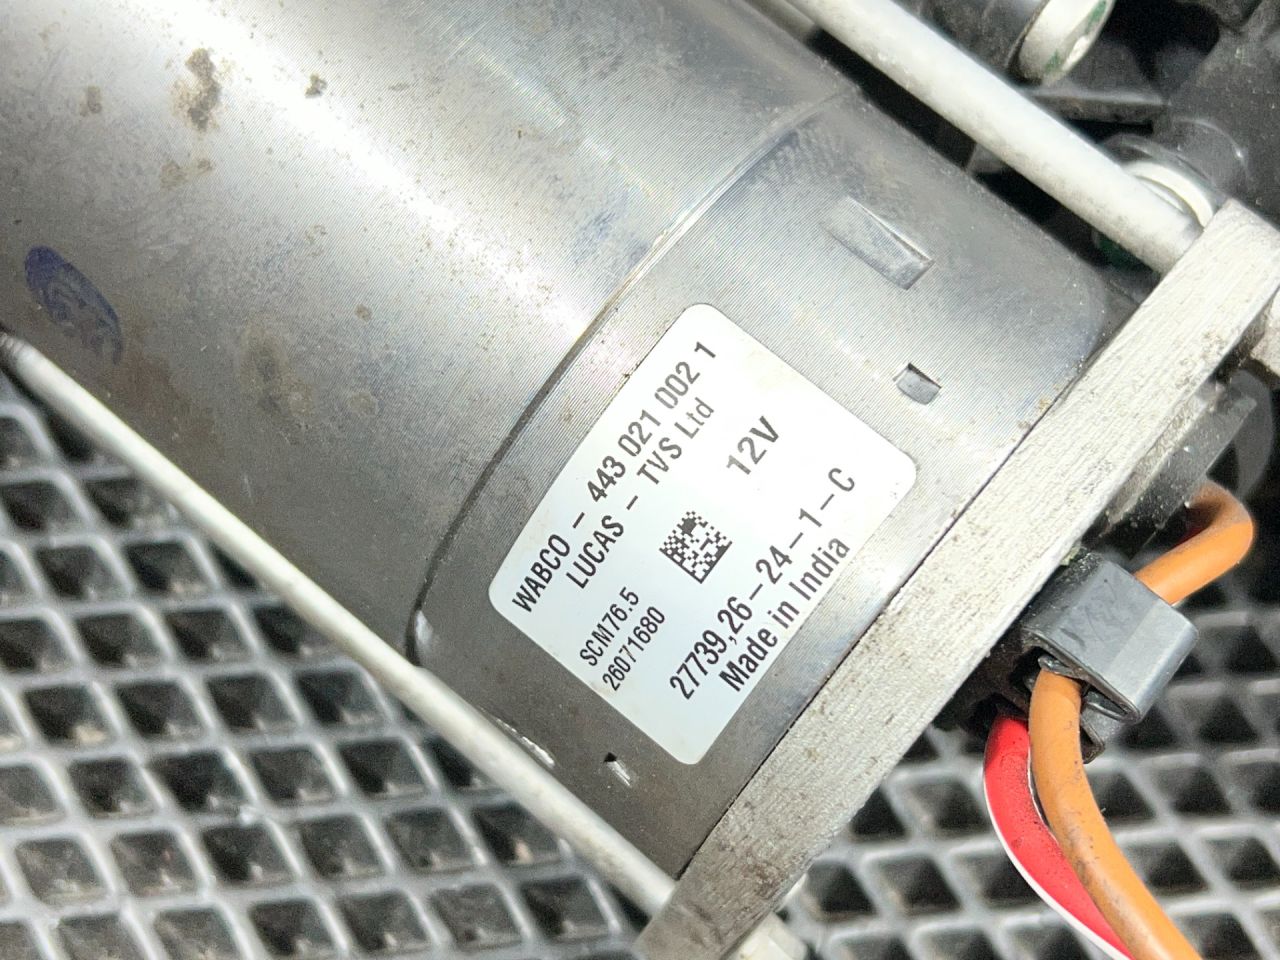 WABCO - 443 021 002 1
LUCAS - TVS Ltd
12V
SCM76.5
26071680
27739,26-24-1-C
Made in India